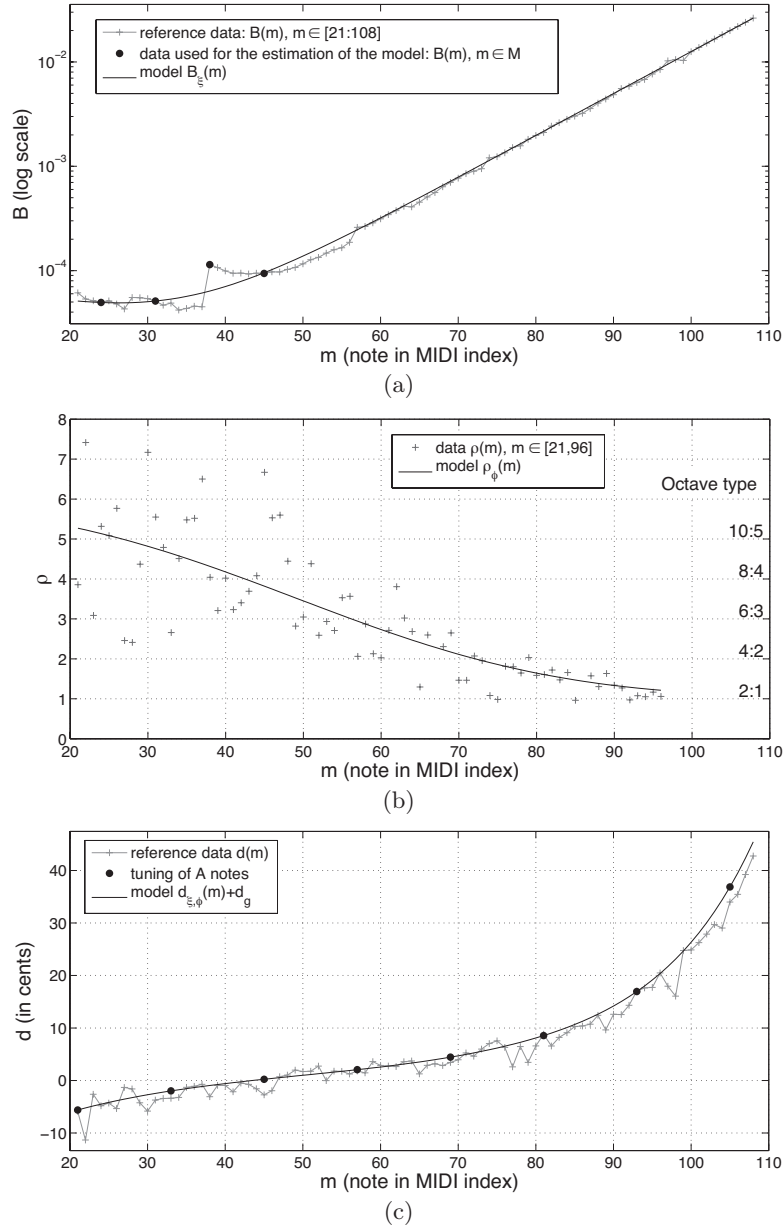 reference data: B(m), m ∈ [21:108]
data used for the estimation of the model: B(m), m ∈ M
model B_ξ(m)
B (log scale)
10^−2
10^−3
10^−4
20 30 40 50 60 70 80 90 100 110
m (note in MIDI index)
(a)
data ρ(m), m ∈ [21,96]
model ρ_ϕ(m)
Octave type
10:5
8:4
6:3
4:2
2:1
ρ
8
7
6
5
4
3
2
1
0
20 30 40 50 60 70 80 90 100 110
m (note in MIDI index)
(b)
reference data d(m)
tuning of A notes
model d_ξ,ϕ(m)+d_g
d (in cents)
40
30
20
10
0
−10
20 30 40 50 60 70 80 90 100 110
m (note in MIDI index)
(c)